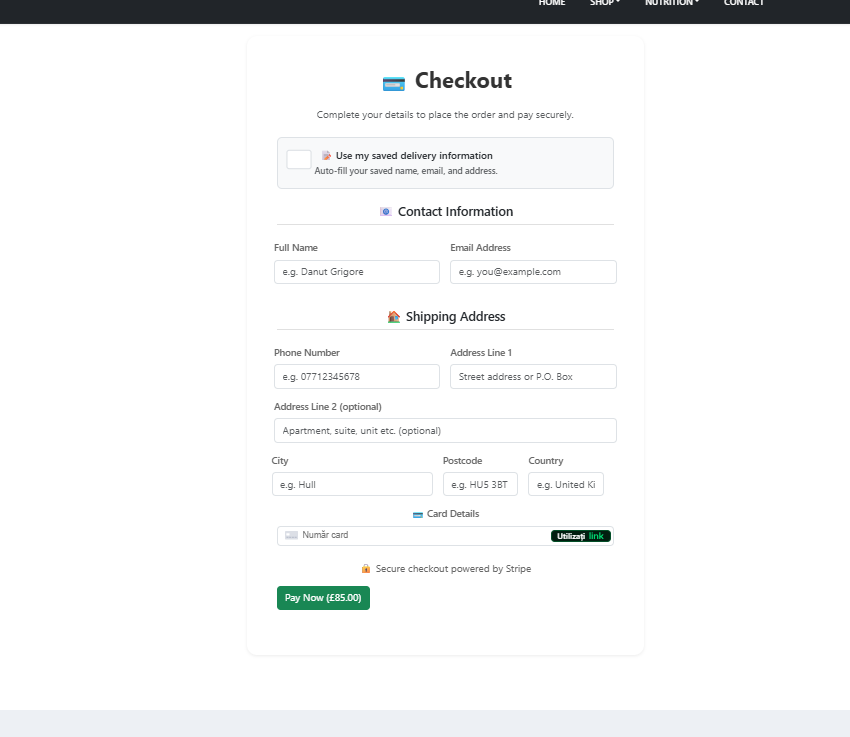 HOME SHOP NUTRITION CONTACT
Checkout
Complete your details to place the order and pay securely.
Use my saved delivery information
Auto-fill your saved name, email, and address.
Contact Information
Full Name Email Address
e.g. Danut Grigore e.g. you@example.com
Shipping Address
Phone Number Address Line 1
e.g. 07712345678 Street address or P.O. Box
Address Line 2 (optional)
Apartment, suite, unit etc. (optional)
City Postcode Country
e.g. Hull e.g. HU5 3BT e.g. United Ki
Card Details
Număr card Utilizați link
Secure checkout powered by Stripe
Pay Now (£85.00)